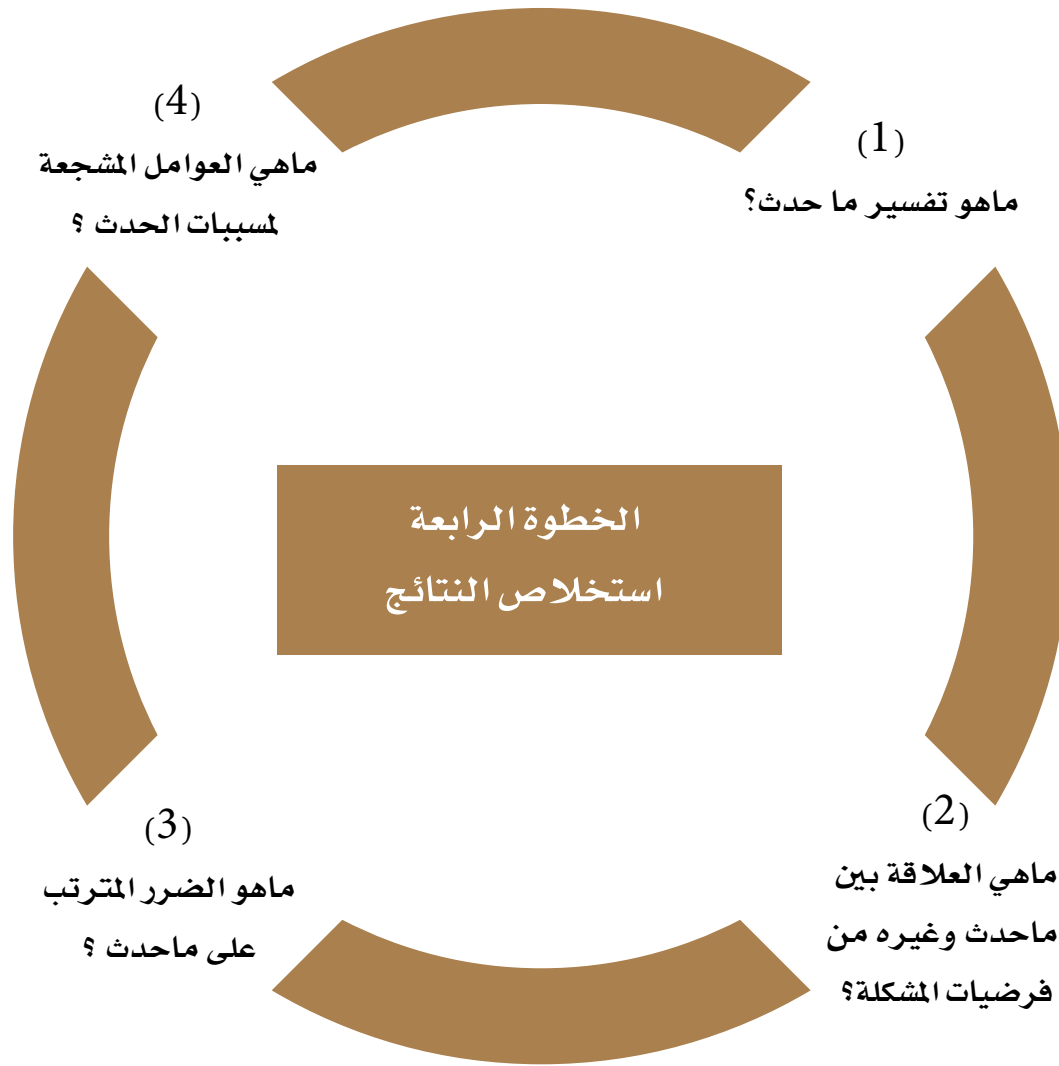 الخطوة الرابعة
استخلاص النتائج
(1)
ماهو تفسير ما حدث؟
(2)
ماهي العلاقة بين
ماحدث وغيره من
فرضيات المشكلة؟
(3)
ماهو الضرر المترتب
على ماحدث ؟
(4)
ماهي العوامل المشجعة
لمسببات الحدث ؟